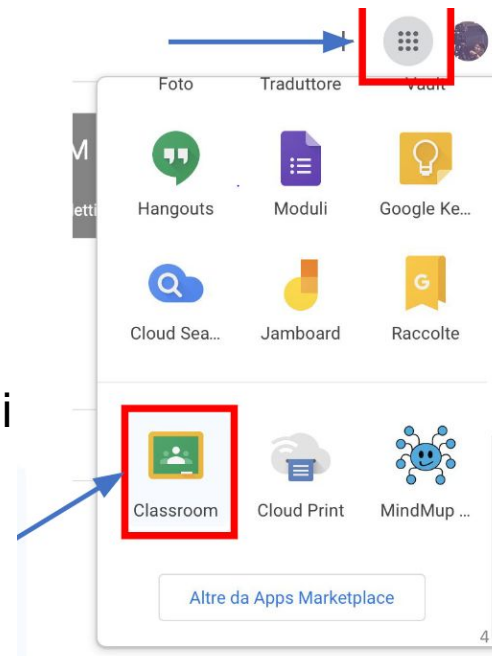 Foto Traduttore Vault
M
letti
Hangouts Moduli Google Ke...
G
Cloud Sea... Jamboard Raccolte
i
Classroom Cloud Print MindMup ...
Altre da Apps Marketplace
4